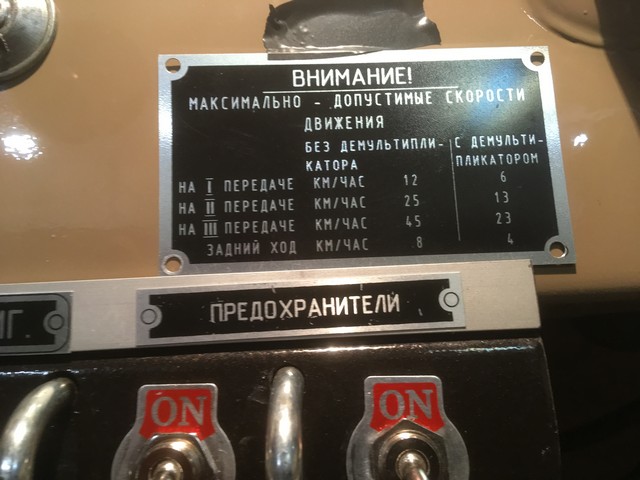 ВНИМАНИЕ!
МАКСИМАЛЬНО - ДОПУСТИМЫЕ СКОРОСТИ
ДВИЖЕНИЯ
БЕЗ ДЕМУЛЬТИПЛИ-
КАТОРА
С ДЕМУЛЬТИ-
ПЛИКАТОРОМ
НА I ПЕРЕДАЧЕ КМ/ЧАС 12 6
НА II ПЕРЕДАЧЕ КМ/ЧАС 25 13
НА III ПЕРЕДАЧЕ КМ/ЧАС 45 23
ЗАДНИЙ ХОД КМ/ЧАС 8 4
ПРЕДОХРАНИТЕЛИ
ON
ON